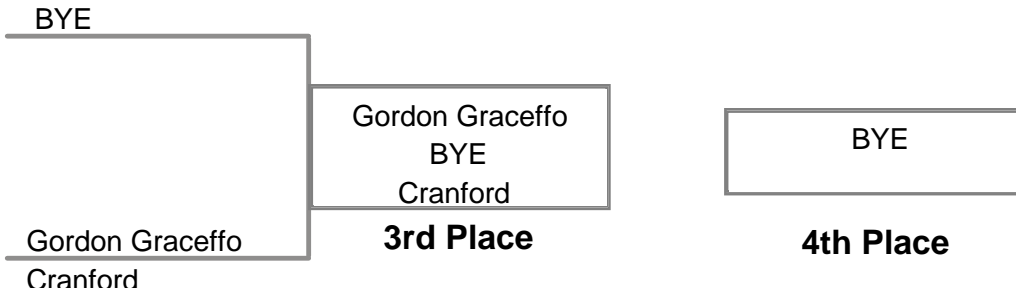 BYE
Gordon Graceffo
Cranford
Gordon Graceffo
BYE
Cranford
3rd Place
BYE
4th Place